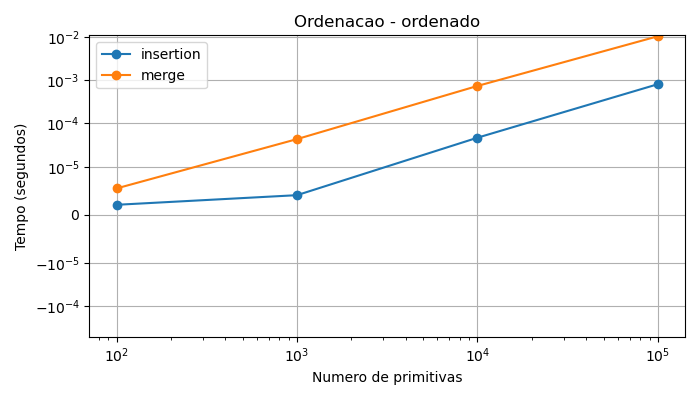 Ordenacao - ordenado
insertion
merge
Tempo (segundos)
10⁻²
10⁻³
10⁻⁴
10⁻⁵
0
−10⁻⁵
−10⁻⁴
10² 10³ 10⁴ 10⁵
Numero de primitivas